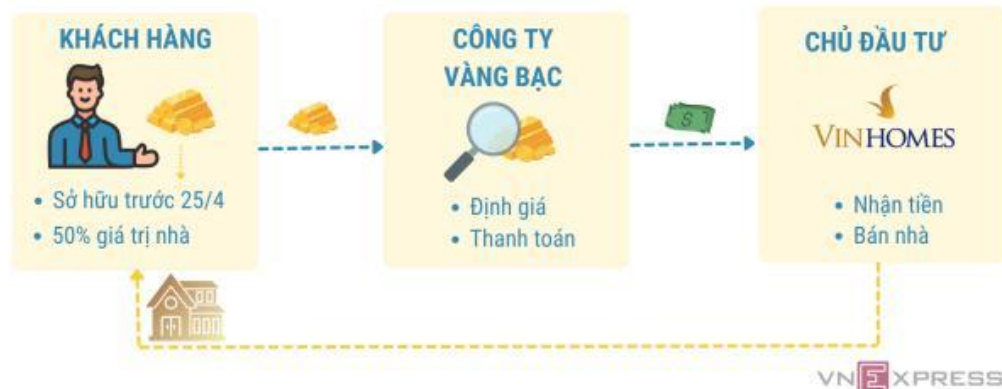 KHÁCH HÀNG
• Sở hữu trước 25/4
• 50% giá trị nhà
CÔNG TY
VÀNG BẠC
• Định giá
• Thanh toán
$
CHỦ ĐẦU TƯ
VINHOMES
• Nhận tiền
• Bán nhà
VNEXPRESS